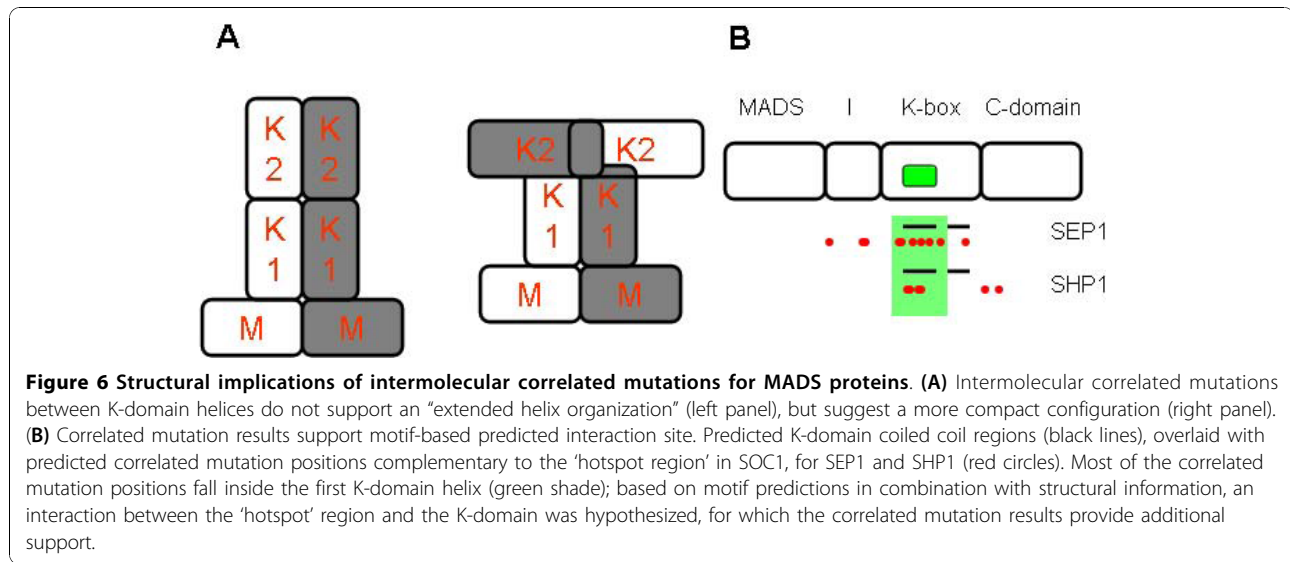 A
B
K 2 K 2
K 1 K 1
M M
K2 K2
K 1 K 1
M M
MADS I K-box C-domain
SEP1
SHP1
Figure 6 Structural implications of intermolecular correlated mutations for MADS proteins. (A) Intermolecular correlated mutations
between K-domain helices do not support an “extended helix organization” (left panel), but suggest a more compact configuration (right panel).
(B) Correlated mutation results support motif-based predicted interaction site. Predicted K-domain coiled coil regions (black lines), overlaid with
predicted correlated mutation positions complementary to the ‘hotspot region’ in SOC1, for SEP1 and SHP1 (red circles). Most of the correlated
mutation positions fall inside the first K-domain helix (green shade); based on motif predictions in combination with structural information, an
interaction between the ‘hotspot’ region and the K-domain was hypothesized, for which the correlated mutation results provide additional
support.